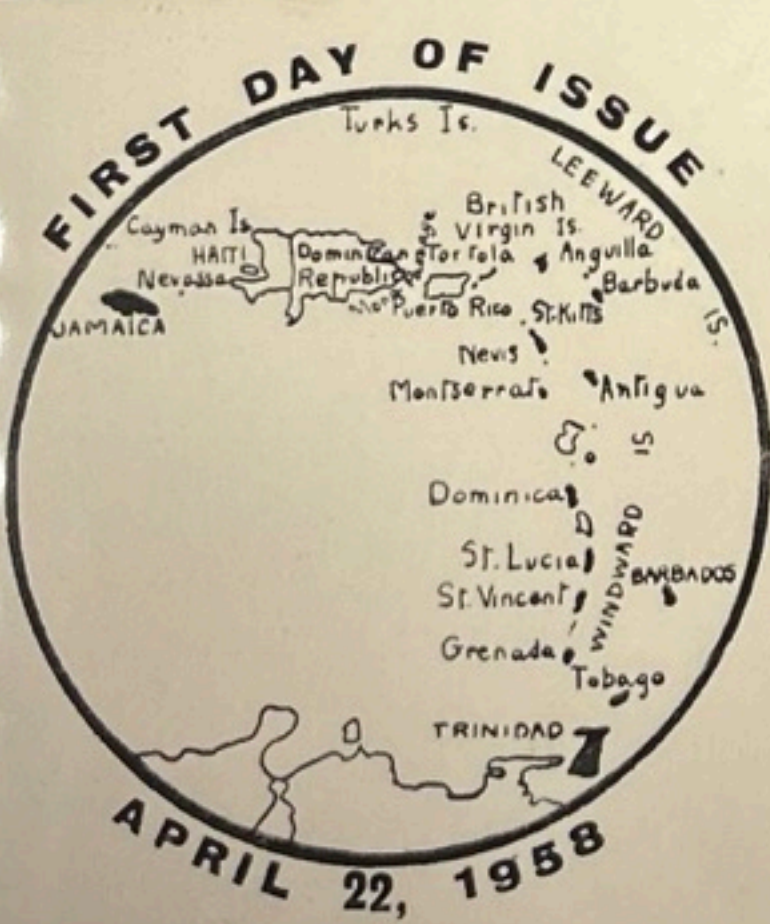 FIRST DAY OF ISSUE
Turks Is.
LEEWARD IS.
British
Virgin Is.
Cayman Is.
HAITI
Dominican
Republic
Tortola
Anguilla
Nevassa
Barbuda
Puerto Rico
St.Kitts
JAMAICA
Nevis
Montserrat
Antigua
WINDWARD IS
Dominica
St. Lucia
BARBADOS
St. Vincent
Grenada
Tobago
TRINIDAD
APRIL 22, 1958